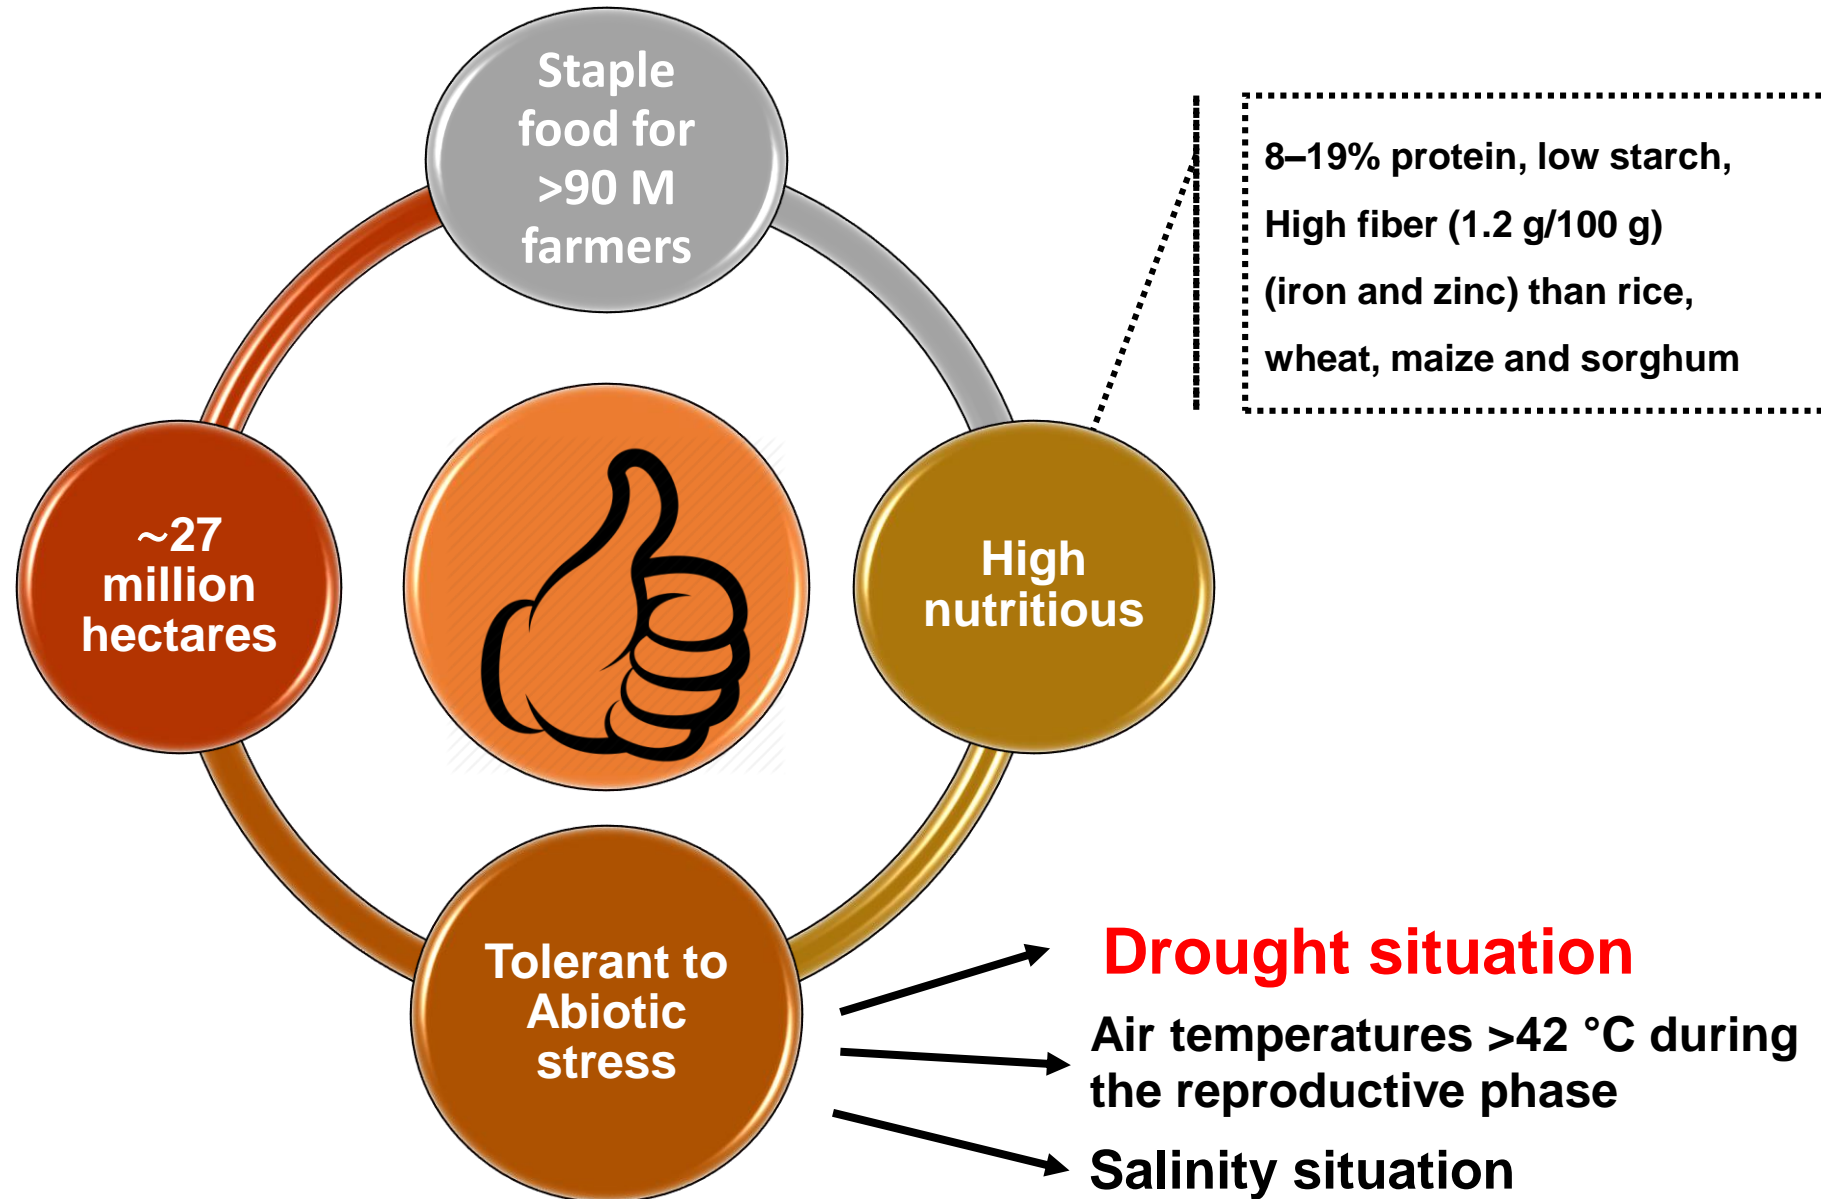 Staple
food for
>90 M
farmers
8–19% protein, low starch,
High fiber (1.2 g/100 g)
(iron and zinc) than rice,
wheat, maize and sorghum
~27
million
hectares
High
nutritious
Tolerant to
Abiotic
stress
Drought situation
Air temperatures >42 °C during
the reproductive phase
Salinity situation